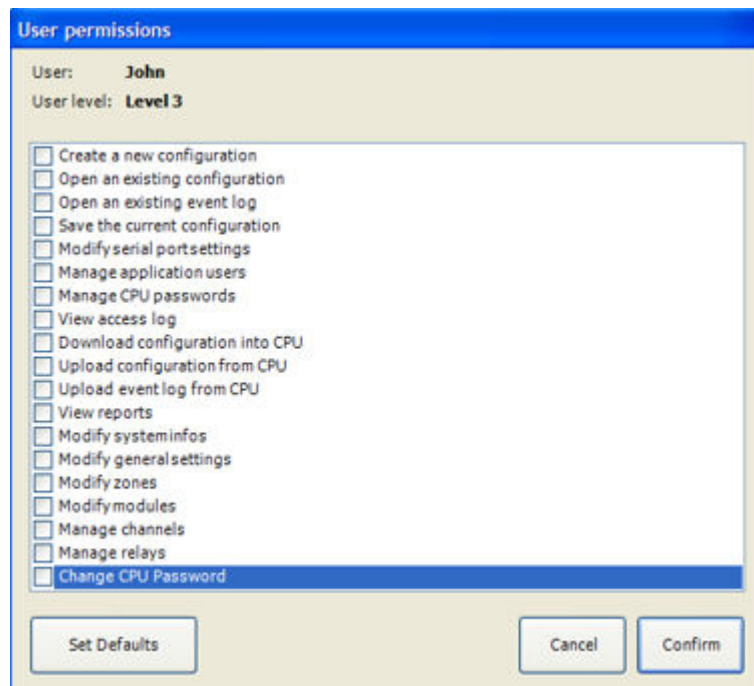 User permissions
User: John
User level: Level 3
Create a new configuration
Open an existing configuration
Open an existing event log
Save the current configuration
Modify serial port settings
Manage application users
Manage CPU passwords
View access log
Download configuration into CPU
Upload configuration from CPU
Upload event log from CPU
View reports
Modify system infos
Modify general settings
Modify zones
Modify modules
Manage channels
Manage relays
Change CPU Password
Set Defaults Cancel Confirm